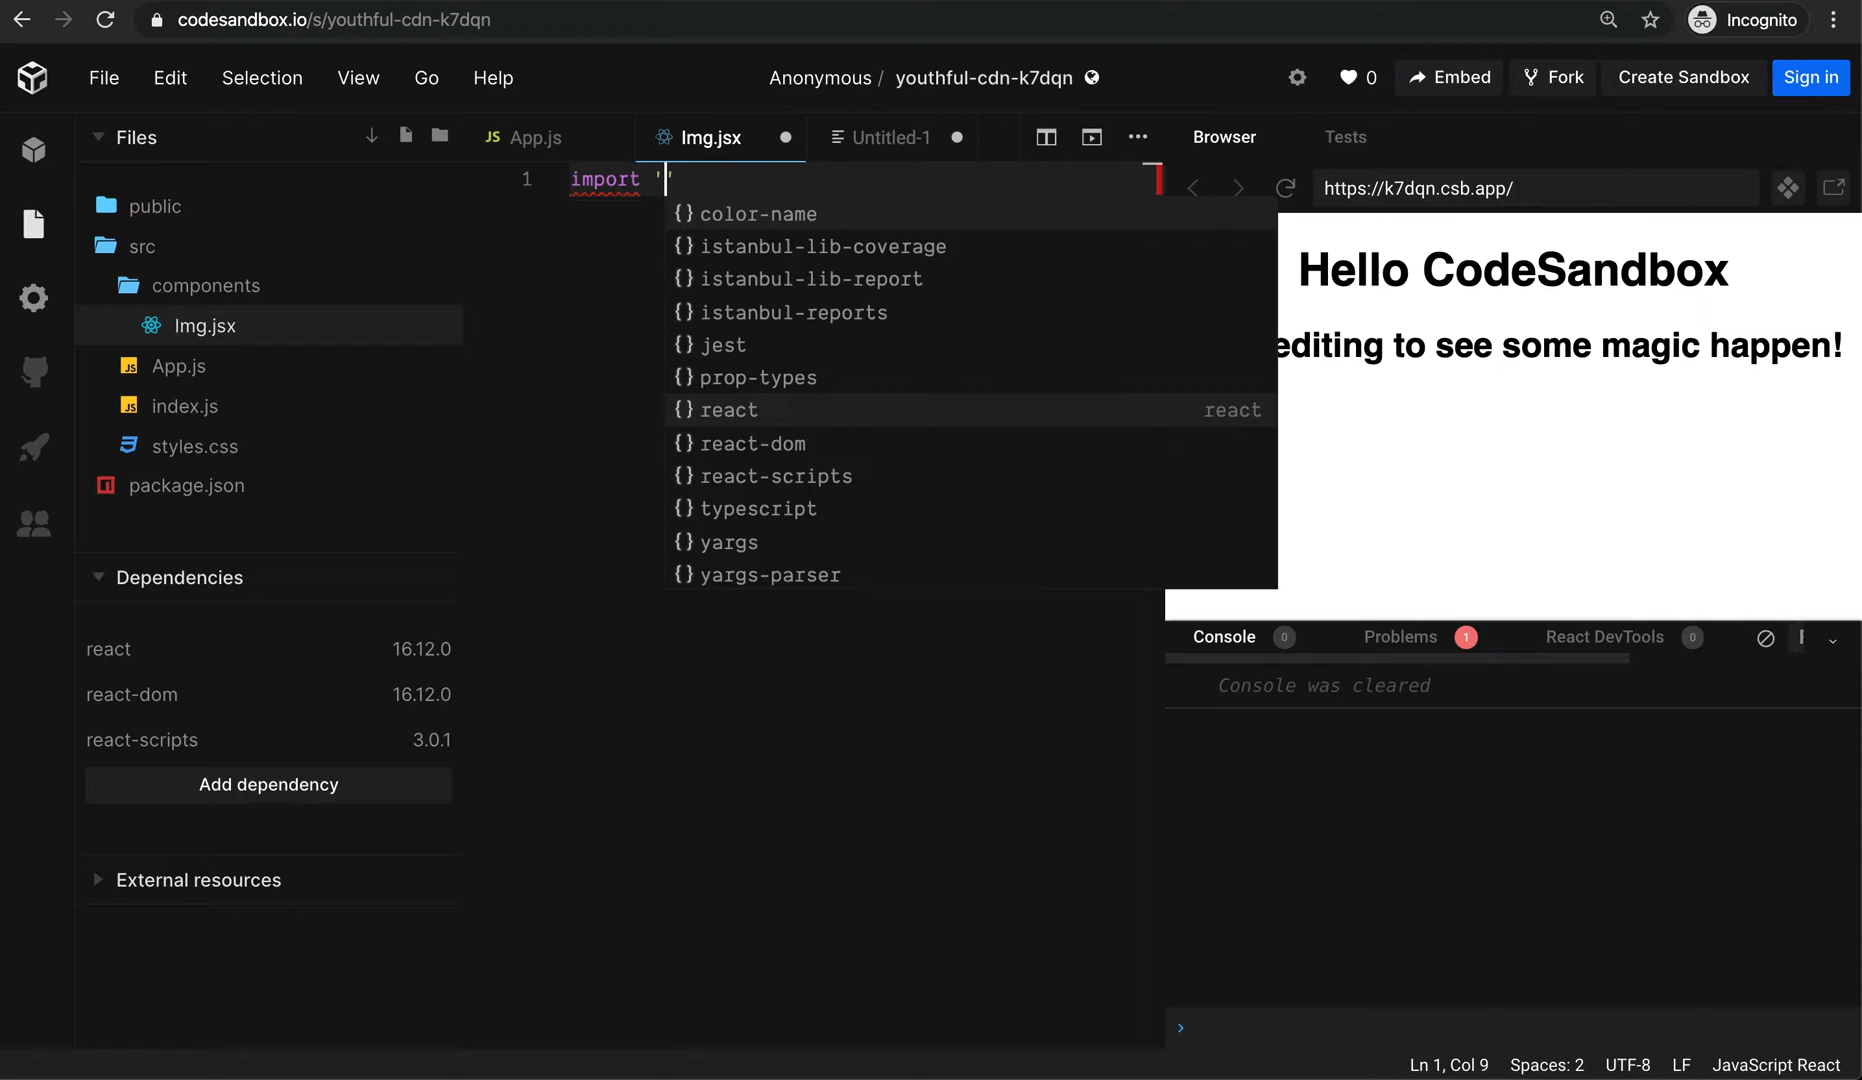 codesandbox.io/s/youthful-cdn-k7dqn
Incognito
File
Edit
Selection
View
Go
Help
Anonymous / youthful-cdn-k7dqn
0
Embed
Fork
Create Sandbox
Sign in
Files
JS App.js
Img.jsx
Untitled-1
Browser
Tests
1
import ''
https://k7dqn.csb.app/
public
src
components
Img.jsx
JS App.js
JS index.js
styles.css
package.json
{} color-name
{} istanbul-lib-coverage
{} istanbul-lib-report
{} istanbul-reports
{} jest
{} prop-types
{} react react
{} react-dom
{} react-scripts
{} typescript
{} yargs
{} yargs-parser
Hello CodeSandbox
editing to see some magic happen!
Dependencies
react 16.12.0
react-dom 16.12.0
react-scripts 3.0.1
Add dependency
External resources
Console 0
Problems 1
React DevTools 0
Console was cleared
Ln 1, Col 9
Spaces: 2
UTF-8
LF
JavaScript React